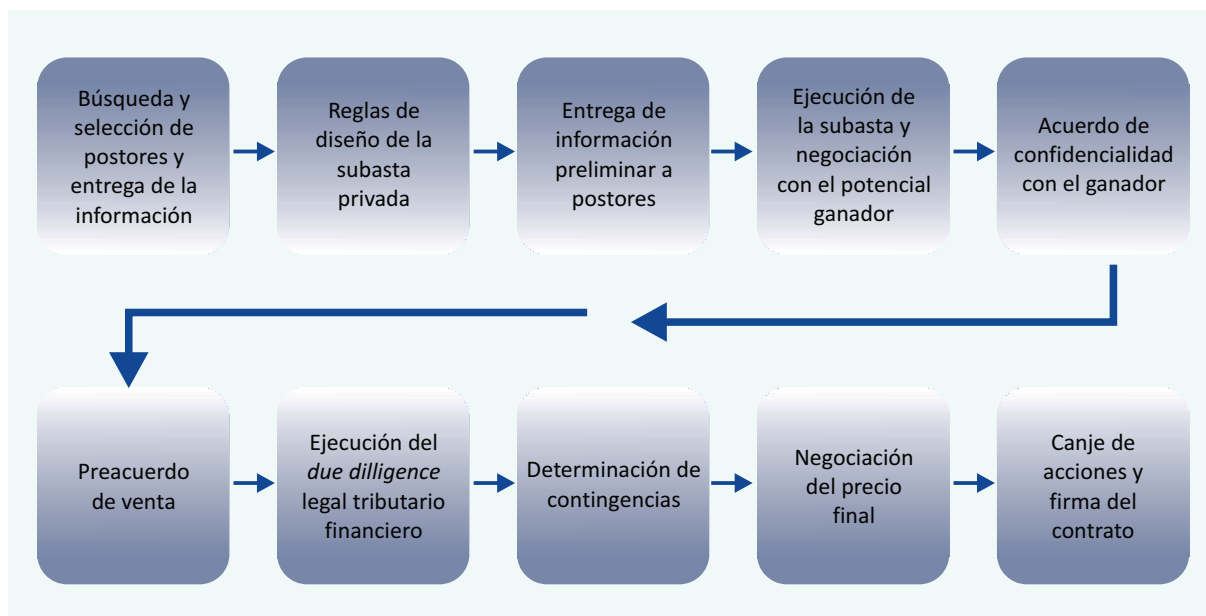 Búsqueda y
selección de
postores y
entrega de la
información
Reglas de
diseño de la
subasta
privada
Entrega de
información
preliminar a
postores
Ejecución de
la subasta y
negociación
con el potencial
ganador
Acuerdo de
confidencialidad
con el ganador
Preacuerdo
de venta
Ejecución del
due dilligence
legal tributario
financiero
Determinación de
contingencias
Negociación
del precio
final
Canje de
acciones y
firma del
contrato